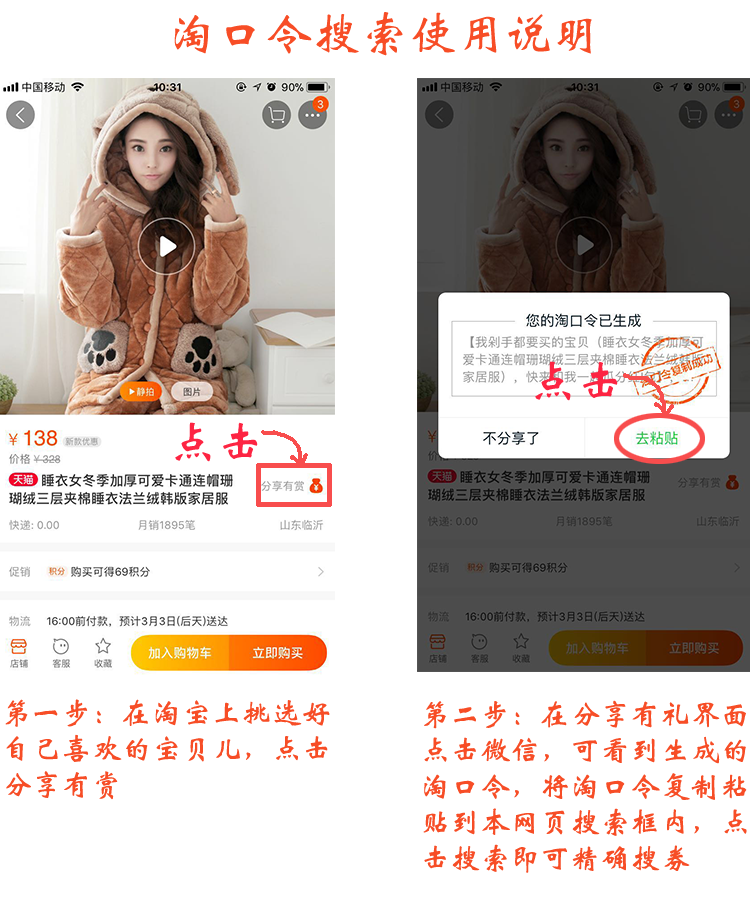 淘口令搜索使用说明
中国移动
10:31
90%
3
静拍
图片
点击
¥ 138 新款优惠
价格 ¥ 328
天猫 睡衣女冬季加厚可爱卡通连帽珊
瑚绒三层夹棉睡衣法兰绒韩版家居服
分享有赏
快递: 0.00 月销1895笔 山东临沂
促销 积分 购买可得69积分
物流 16:00前付款，预计3月3日(后天)送达
店铺 客服 收藏 加入购物车 立即购买
第一步：在淘宝上挑选好
自己喜欢的宝贝儿，点击
分享有赏
中国移动
10:31
90%
3
您的淘口令已生成
【我剁手都要买的宝贝（睡衣女冬季加厚可
爱卡通连帽珊瑚绒三层夹棉睡衣法兰绒韩版
家居服），快来和我一起瓜分红包
令复制成功
点击
不分享了 去粘贴
¥
价格 ¥ 328
天猫 睡衣女冬季加厚可爱卡通连帽珊
瑚绒三层夹棉睡衣法兰绒韩版家居服
分享有赏
快递: 0.00 月销1895笔 山东临沂
促销 积分 购买可得69积分
物流 16:00前付款，预计3月3日(后天)送达
店铺 客服 收藏 加入购物车 立即购买
第二步：在分享有礼界面
点击微信，可看到生成的
淘口令，将淘口令复制粘
贴到本网页搜索框内，点
击搜索即可精确搜券